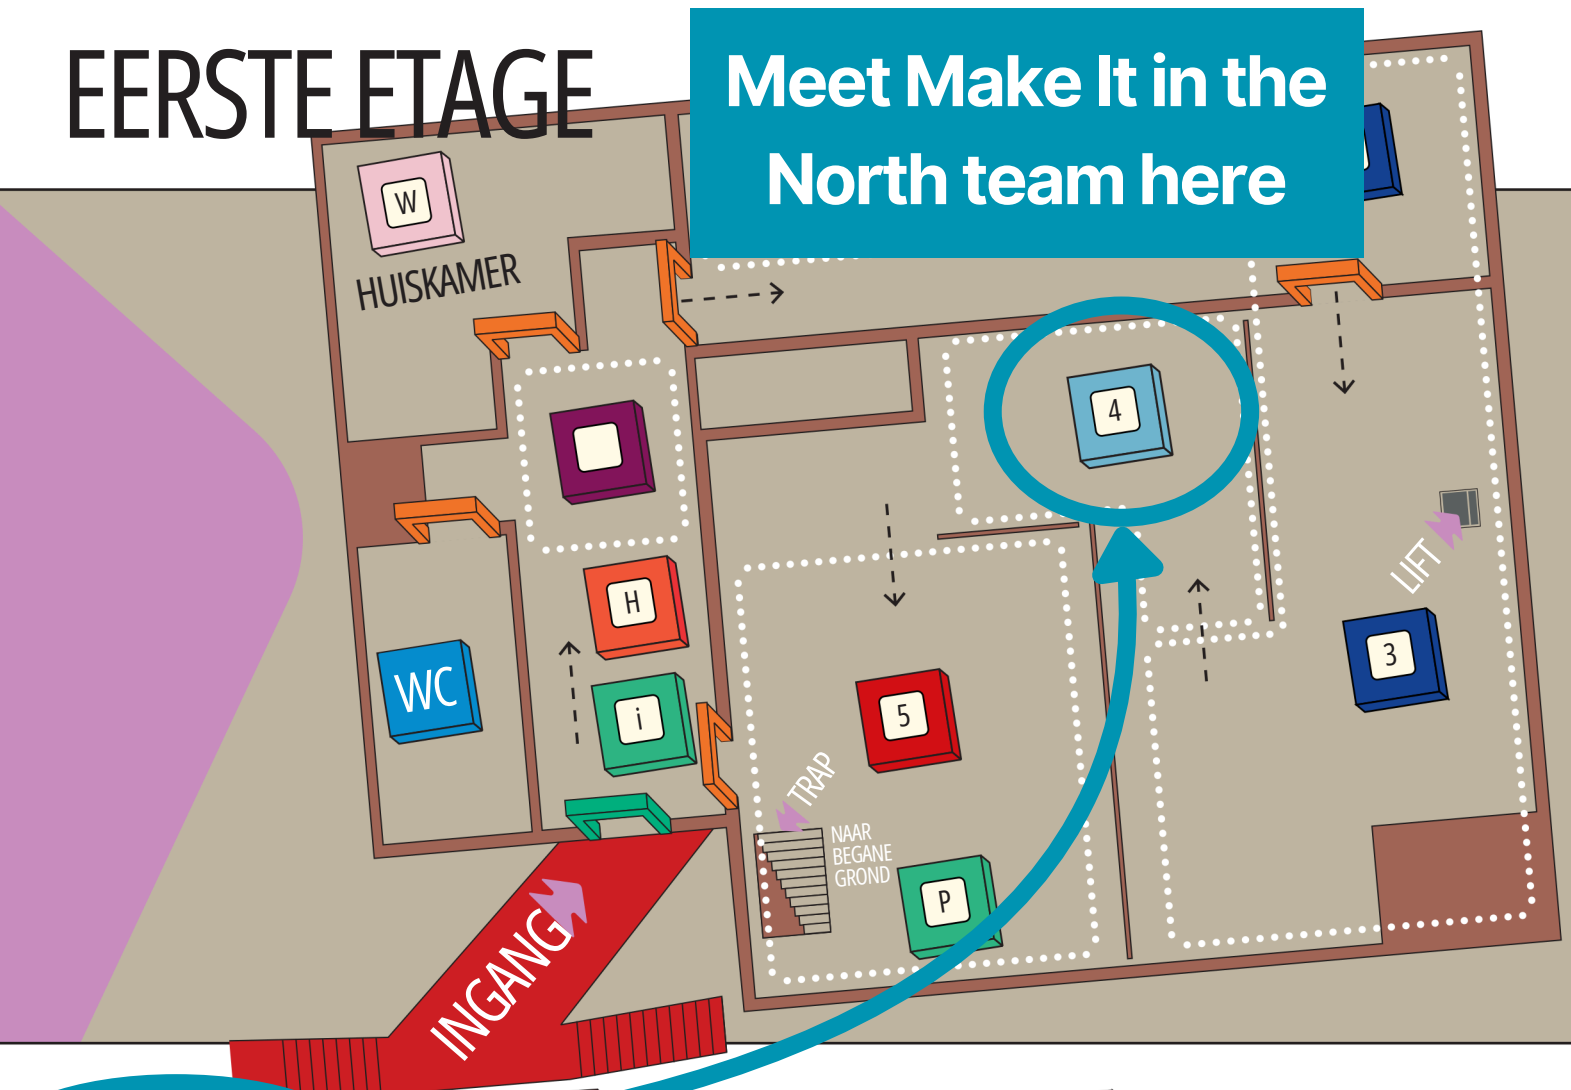 EERSTE ETAGE
Meet Make It in the
North team here
W
HUISKAMER
4
H
WC
i
LIFT
3
5
TRAP
NAAR
BEGANE
GROND
P
INGANG